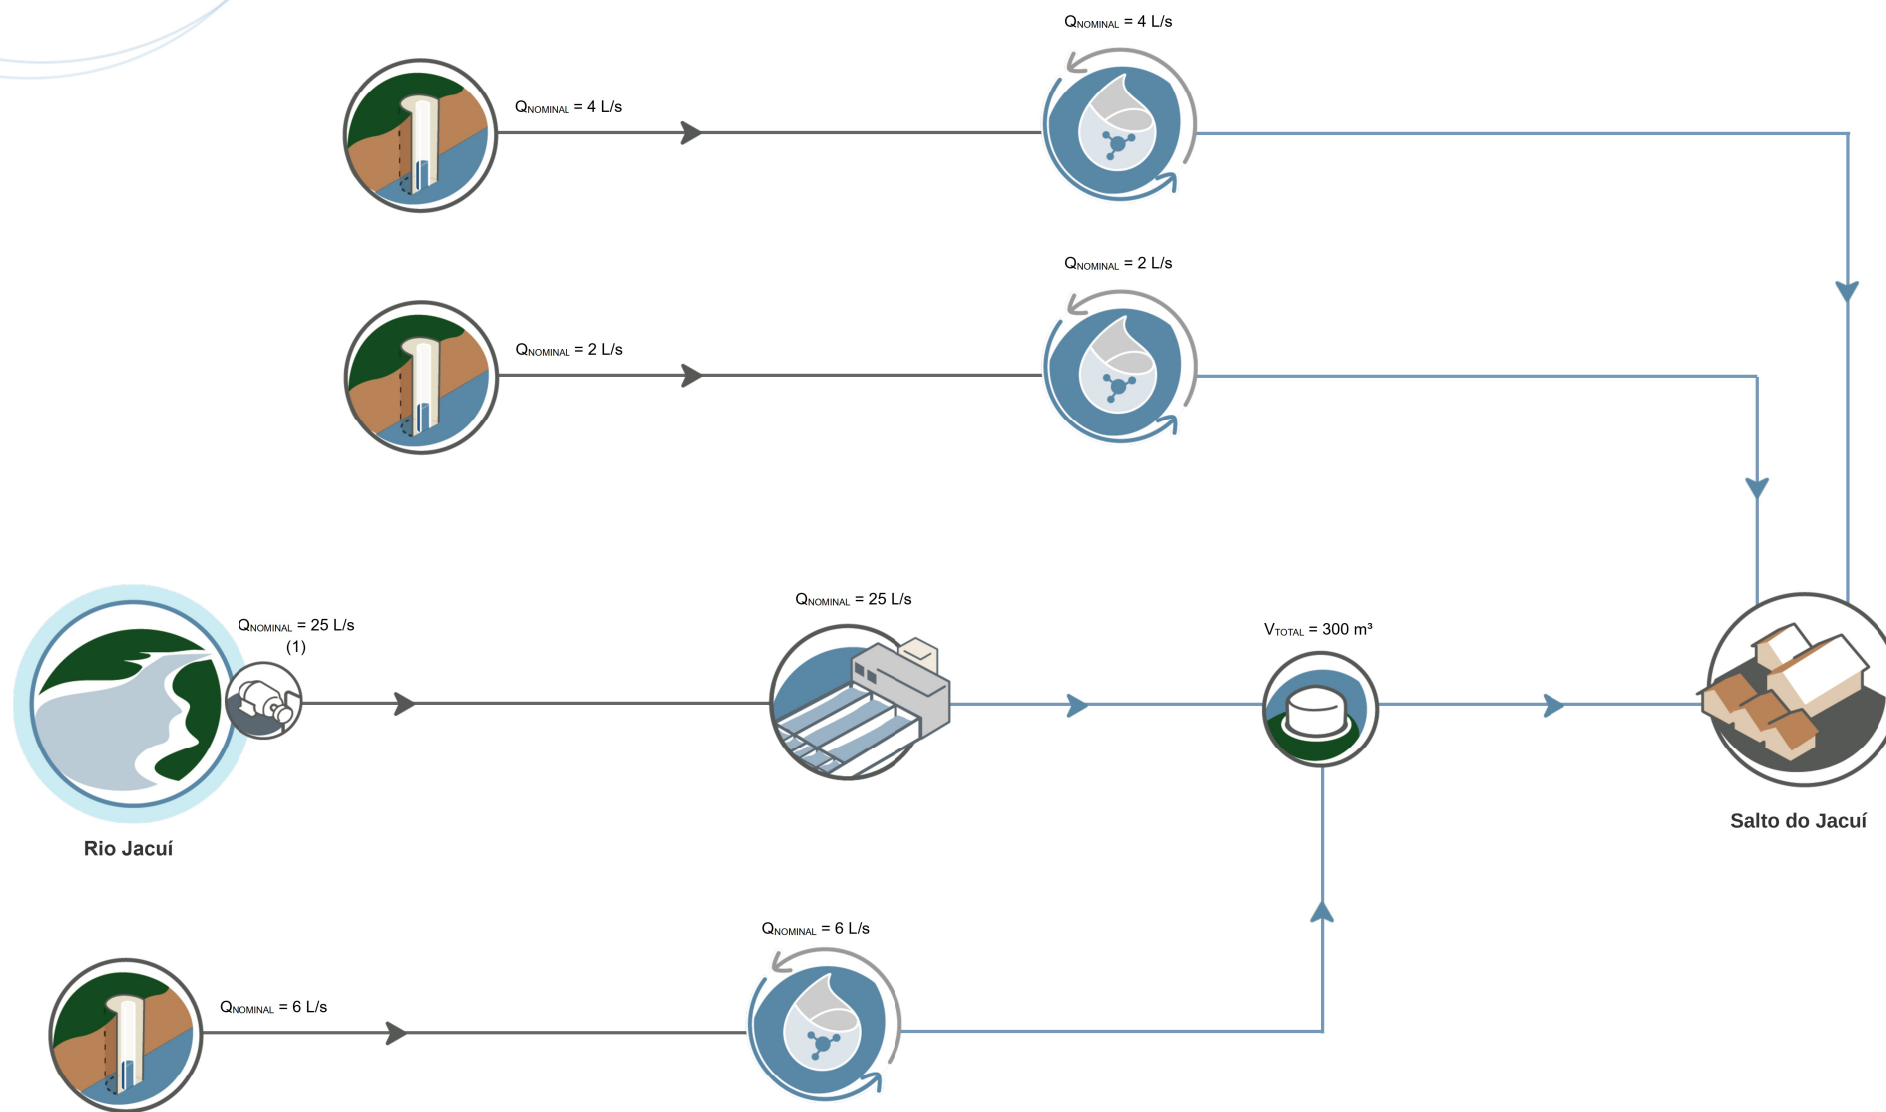 QNOMINAL = 4 L/s
QNOMINAL = 4 L/s
QNOMINAL = 2 L/s
QNOMINAL = 2 L/s
QNOMINAL = 25 L/s
(1)
QNOMINAL = 25 L/s
VTOTAL = 300 m³
Rio Jacuí
Salto do Jacuí
QNOMINAL = 6 L/s
QNOMINAL = 6 L/s